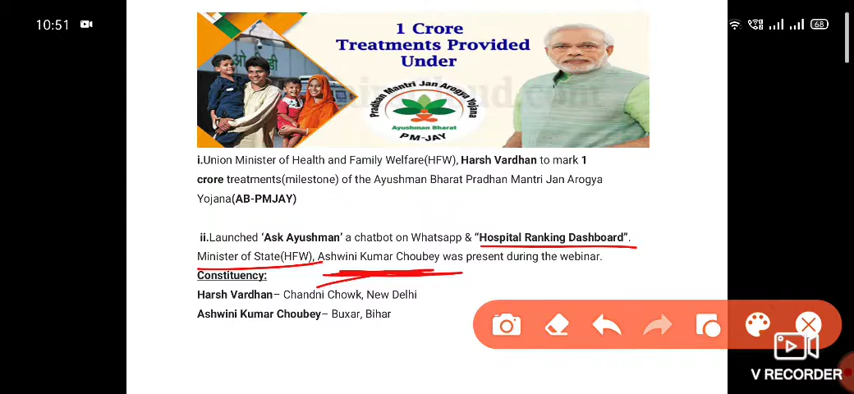 10:51
68
1 Crore
Treatments Provided
Under
Pradhan Mantri Jan Arogya Yojana
Ayushman Bharat
PM-JAY
i.Union Minister of Health and Family Welfare(HFW), Harsh Vardhan to mark 1
crore treatments(milestone) of the Ayushman Bharat Pradhan Mantri Jan Arogya
Yojana(AB-PMJAY)
ii.Launched ‘Ask Ayushman’ a chatbot on Whatsapp & “Hospital Ranking Dashboard”.
Minister of State(HFW), Ashwini Kumar Choubey was present during the webinar.
Constituency:
Harsh Vardhan– Chandni Chowk, New Delhi
Ashwini Kumar Choubey– Buxar, Bihar
V RECORDER